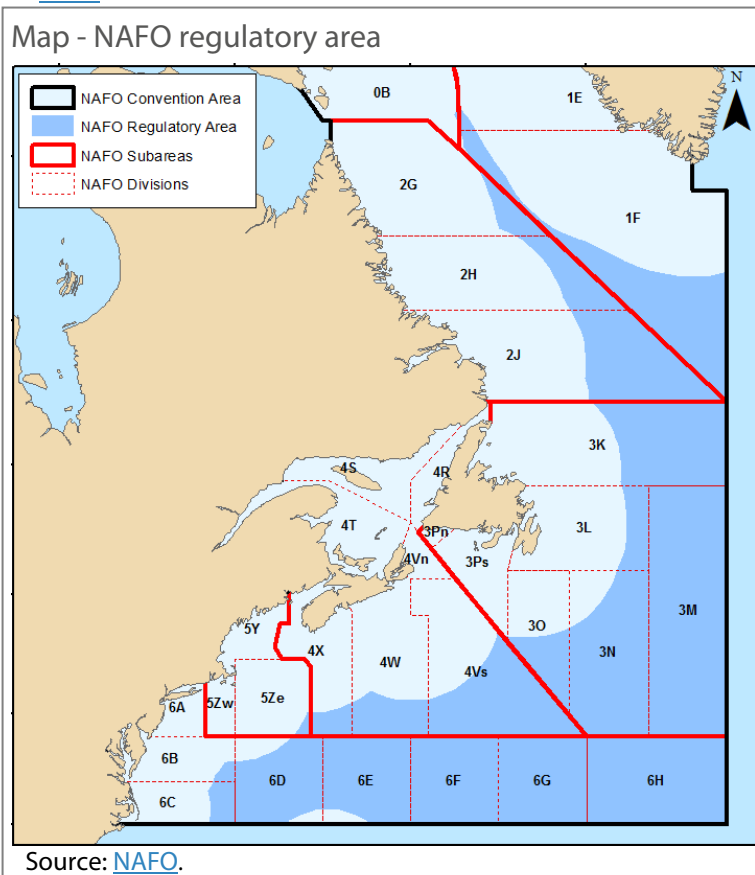 Map - NAFO regulatory area
NAFO Convention Area
NAFO Regulatory Area
NAFO Subareas
NAFO Divisions
N
0B
1E
2G
1F
2H
2J
3K
4S
4R
3L
4T
3Pn
4Vn
3Ps
3M
3O
5Y
4X
3N
4W
4Vs
6A
5Zw
5Ze
6B
6D
6E
6F
6G
6H
6C
Source: NAFO.